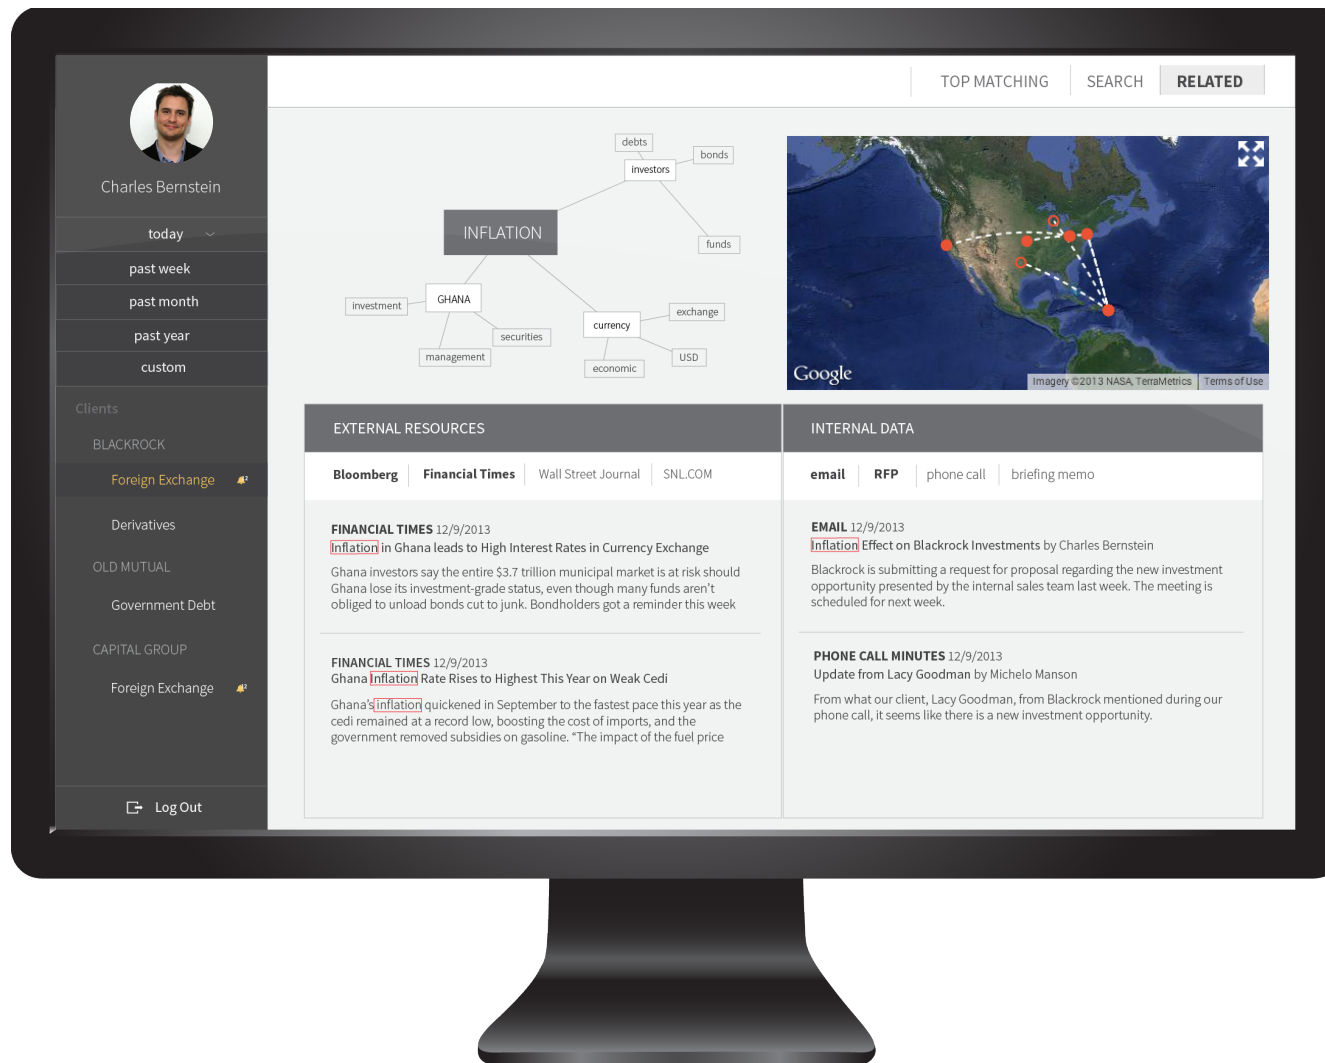 TOP MATCHING
SEARCH
RELATED
Charles Bernstein
today
past week
past month
past year
custom
Clients
BLACKROCK
Foreign Exchange
Derivatives
OLD MUTUAL
Government Debt
CAPITAL GROUP
Foreign Exchange
Log Out
debts
bonds
investors
INFLATION
funds
GHANA
investment
securities
management
currency
exchange
USD
economic
Google
Imagery ©2013 NASA, TerraMetrics
Terms of Use
EXTERNAL RESOURCES
Bloomberg
Financial Times
Wall Street Journal
SNL.COM
FINANCIAL TIMES 12/9/2013
Inflation in Ghana leads to High Interest Rates in Currency Exchange
Ghana investors say the entire $3.7 trillion municipal market is at risk should
Ghana lose its investment-grade status, even though many funds aren't
obliged to unload bonds cut to junk. Bondholders got a reminder this week
FINANCIAL TIMES 12/9/2013
Ghana Inflation Rate Rises to Highest This Year on Weak Cedi
Ghana's inflation quickened in September to the fastest pace this year as the
cedi remained at a record low, boosting the cost of imports, and the
government removed subsidies on gasoline. “The impact of the fuel price
INTERNAL DATA
email
RFP
phone call
briefing memo
EMAIL 12/9/2013
Inflation Effect on Blackrock Investments by Charles Bernstein
Blackrock is submitting a request for proposal regarding the new investment
opportunity presented by the internal sales team last week. The meeting is
scheduled for next week.
PHONE CALL MINUTES 12/9/2013
Update from Lacy Goodman by Michelo Manson
From what our client, Lacy Goodman, from Blackrock mentioned during our
phone call, it seems like there is a new investment opportunity.